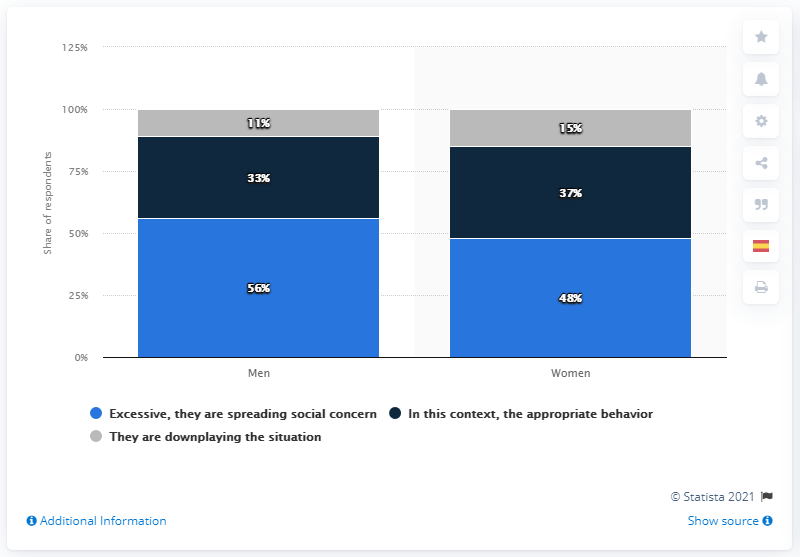 125%
100%
75%
50%
25%
0%
Share of respondents
11%
33%
56%
15%
37%
48%
Men
Women
Excessive, they are spreading social concern
In this context, the appropriate behavior
They are downplaying the situation
© Statista 2021
Additional Information
Show source